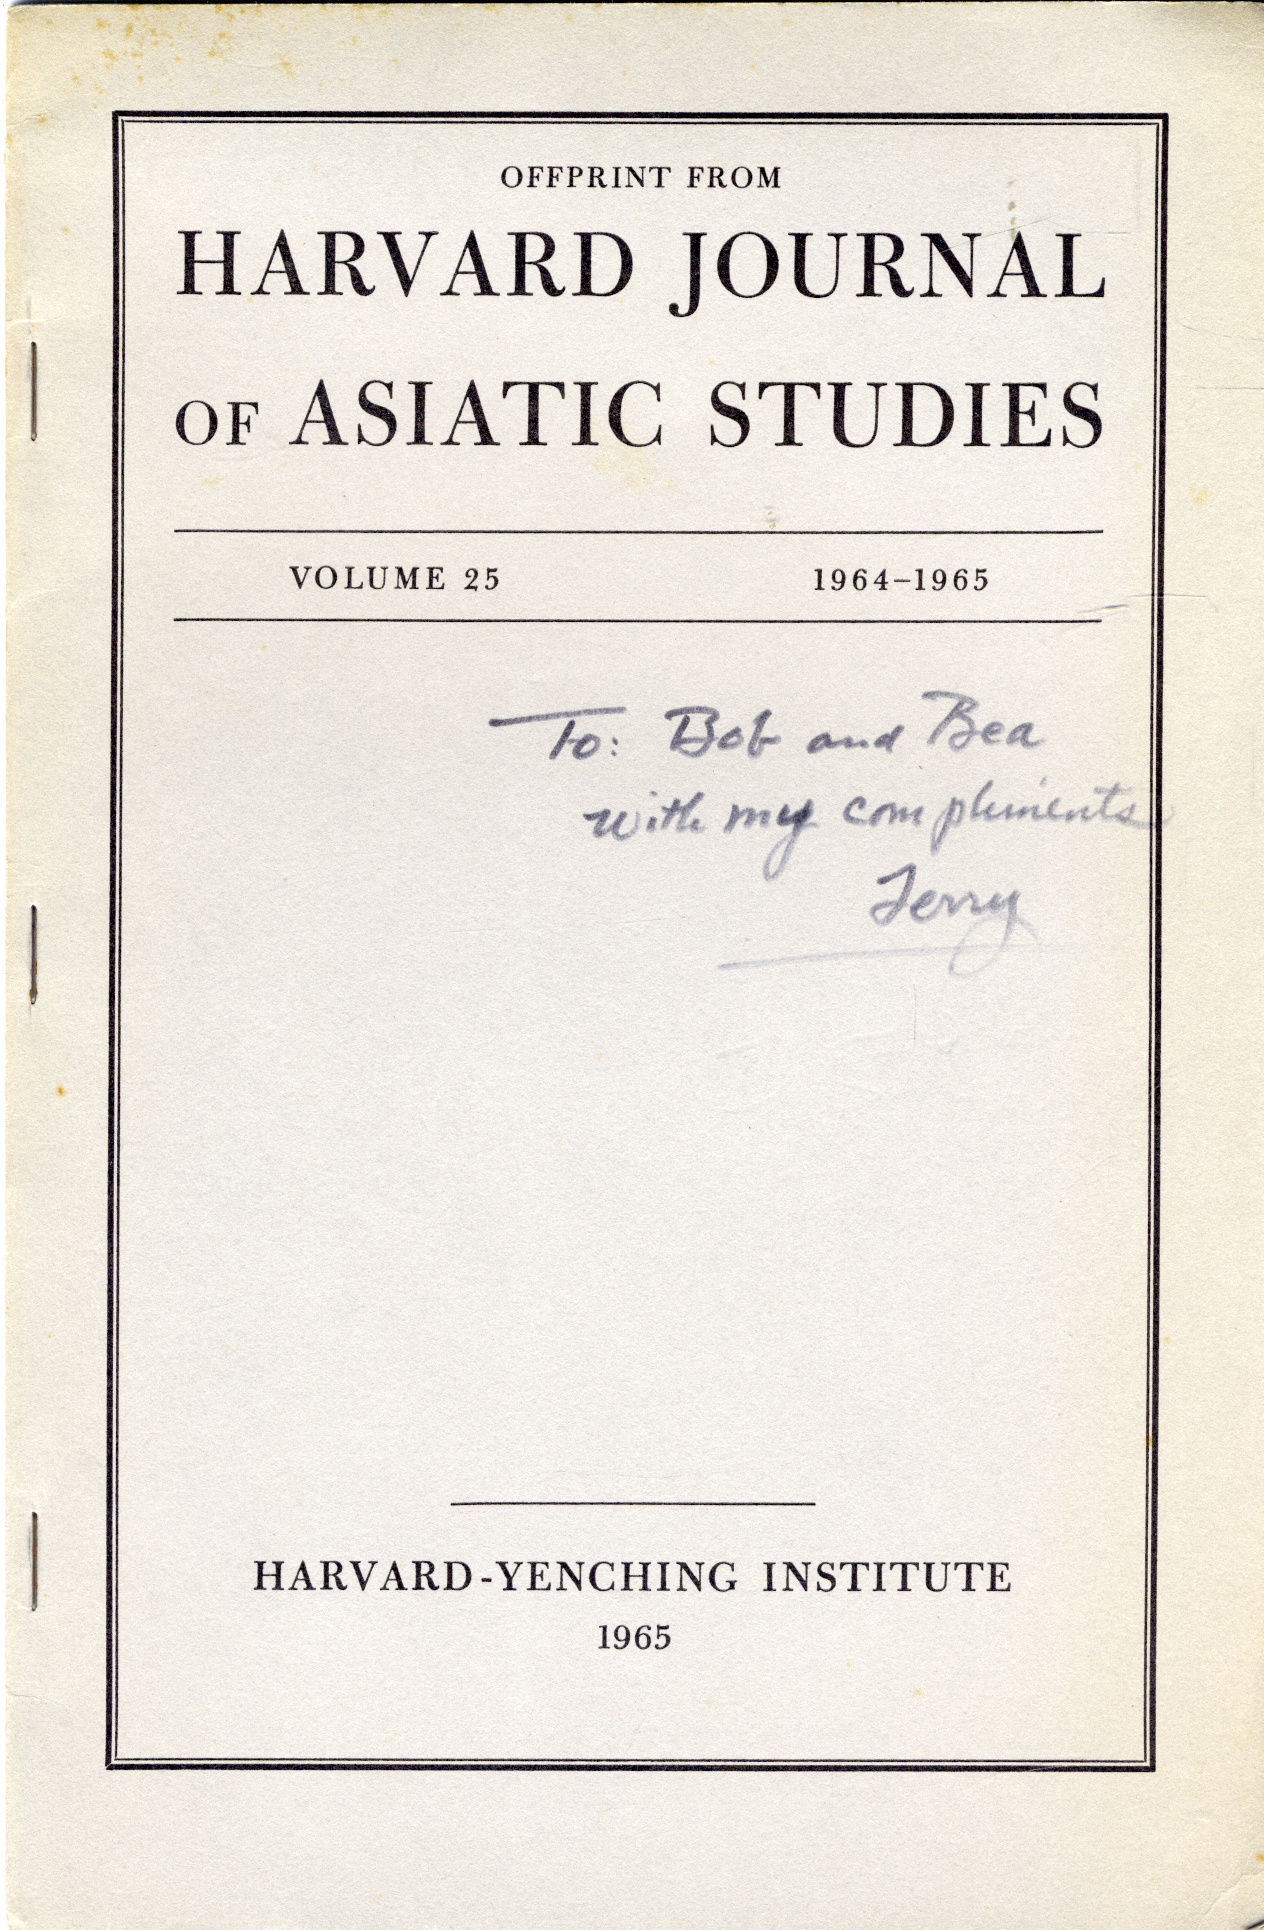 OFFPRINT FROM
HARVARD JOURNAL
OF ASIATIC STUDIES
VOLUME 25 1964–1965
To: Bob and Bea
with my compliments
Jerry
HARVARD-YENCHING INSTITUTE
1965